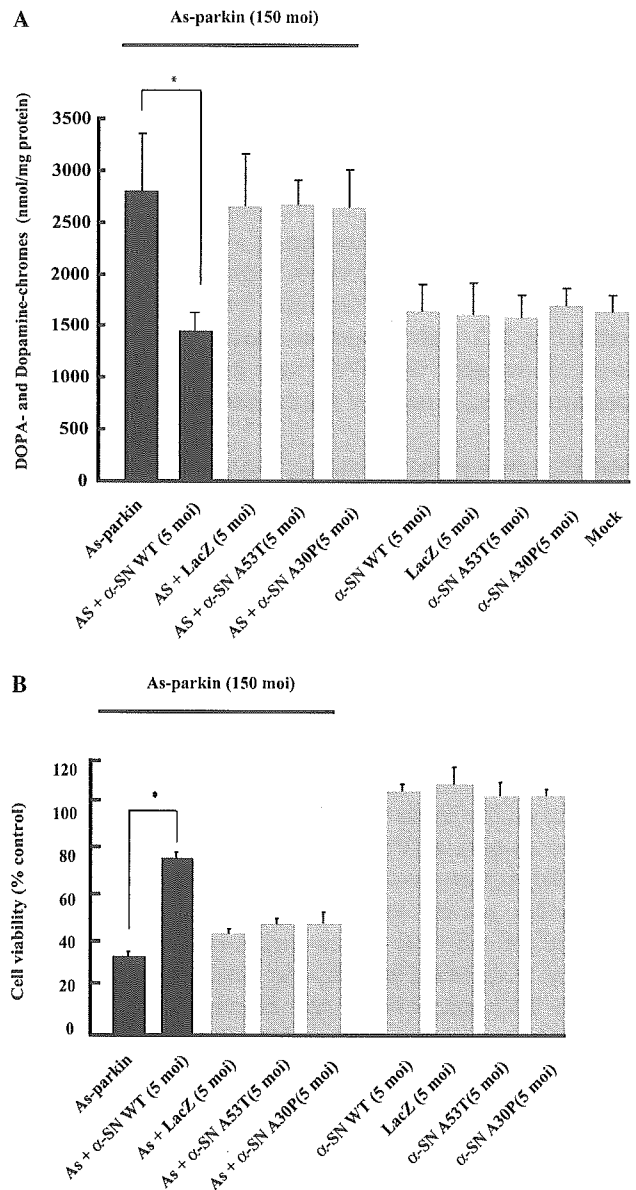 A
As-parkin (150 moi)
*
DOPA- and Dopamine-chromes (nmol/mg protein)
3500
3000
2500
2000
1500
1000
500
0
As-parkin
AS + α-SN WT (5 moi)
AS + LacZ (5 moi)
AS + α-SN A53T(5 moi)
AS + α-SN A30P(5 moi)
α-SN WT (5 moi)
LacZ (5 moi)
α-SN A53T(5 moi)
α-SN A30P(5 moi)
Mock
B
As-parkin (150 moi)
*
Cell viability (% control)
120
100
80
60
40
20
0
As-parkin
As + α-SN WT (5 moi)
As + LacZ (5 moi)
As + α-SN A53T(5 moi)
As + α-SN A30P(5 moi)
α-SN WT (5 moi)
LacZ (5 moi)
α-SN A53T(5 moi)
α-SN A30P(5 moi)